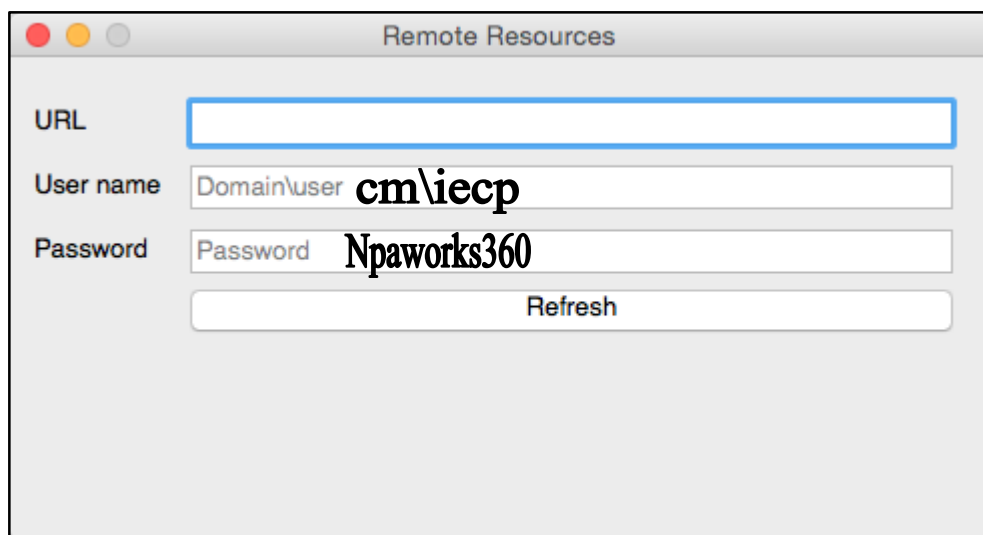 Remote Resources
URL
User name Domain\user cm\iecp
Password Password Npaworks360
Refresh